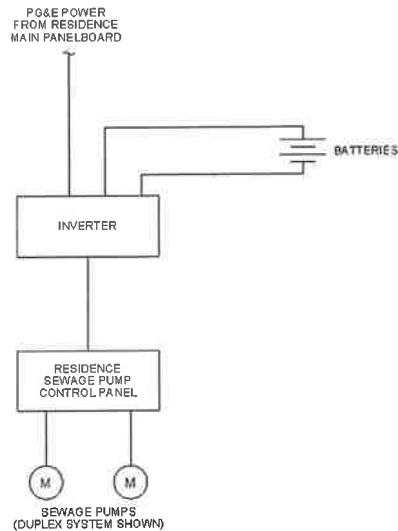 PG&E POWER
FROM RESIDENCE
MAIN PANELBOARD
BATTERIES
INVERTER
RESIDENCE
SEWAGE PUMP
CONTROL PANEL
M M
SEWAGE PUMPS
(DUPLEX SYSTEM SHOWN)